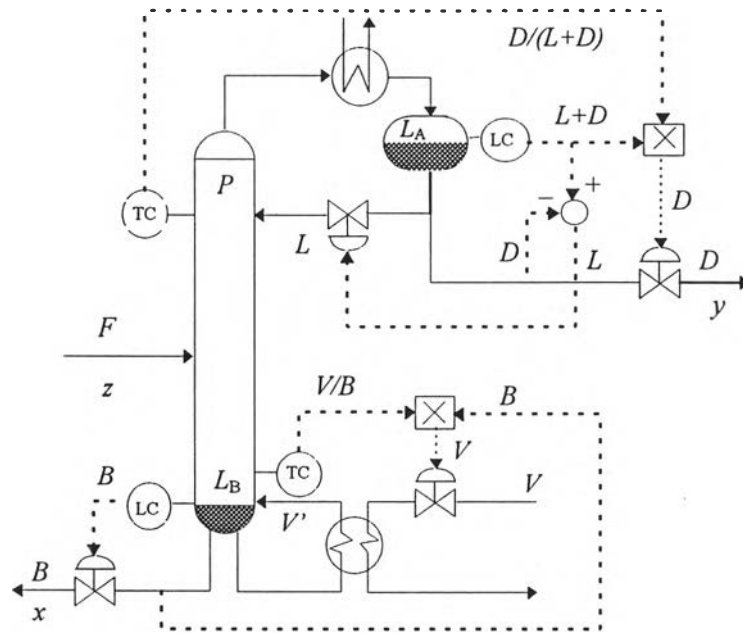 D/(L+D)
L_A
LC
L+D
×
P
+
−
TC
D
L
D
L
D
y
F
z
V/B
×
B
B
L_B
TC
V
V
LC
V'
B
x